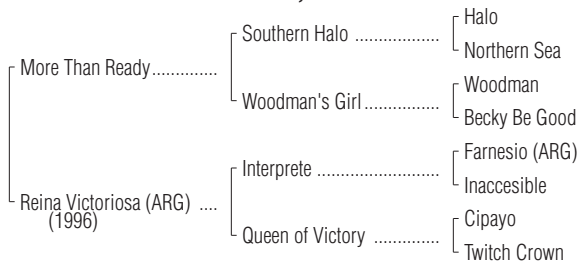 Halo
Southern Halo ..................
Northern Sea
More Than Ready..............
Woodman
Woodman's Girl................
Becky Be Good
Farnesio (ARG)
Interprete ..........................
Inaccesible
Reina Victoriosa (ARG) ....
(1996)
Cipayo
Queen of Victory ..............
Twitch Crown